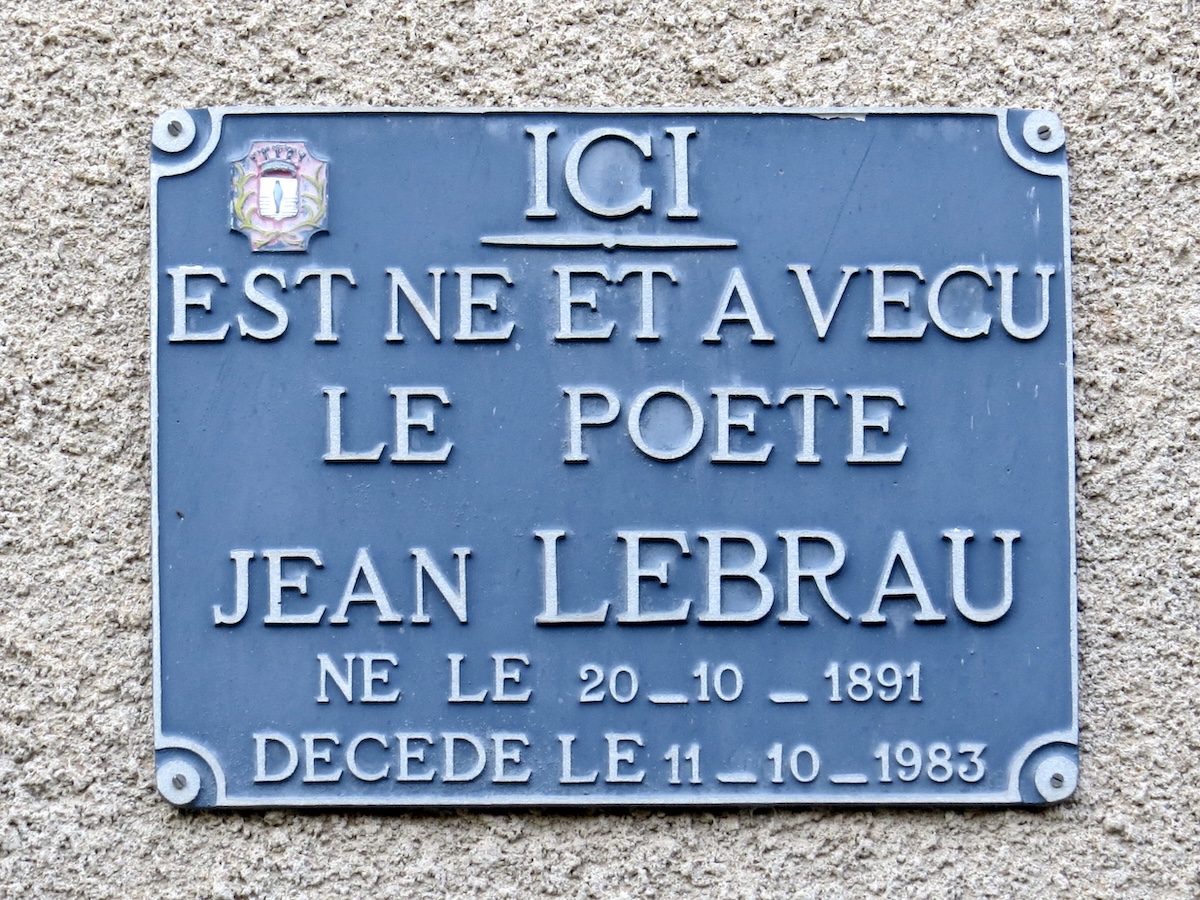 ICI
EST NE ET A VECU
LE POETE
JEAN LEBRAU
NE LE 20_10_1891
DECEDE LE 11_10_1983